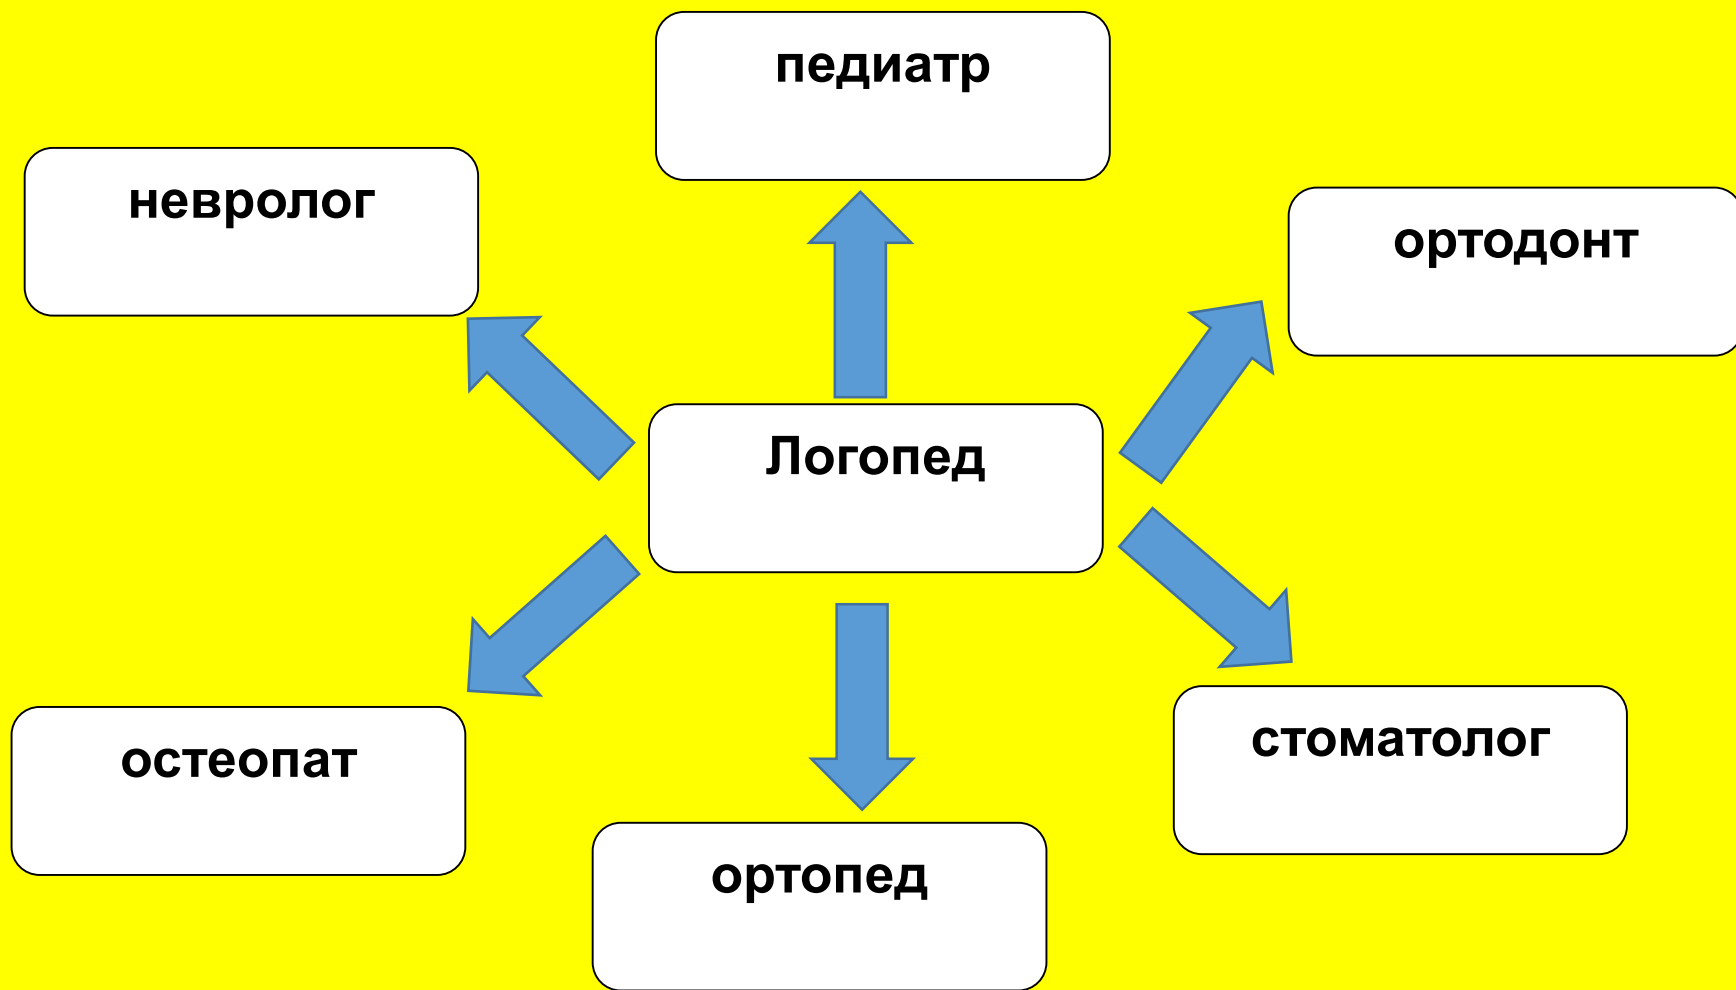 педиатр
невролог
ортодонт
Логопед
остеопат
стоматолог
ортопед